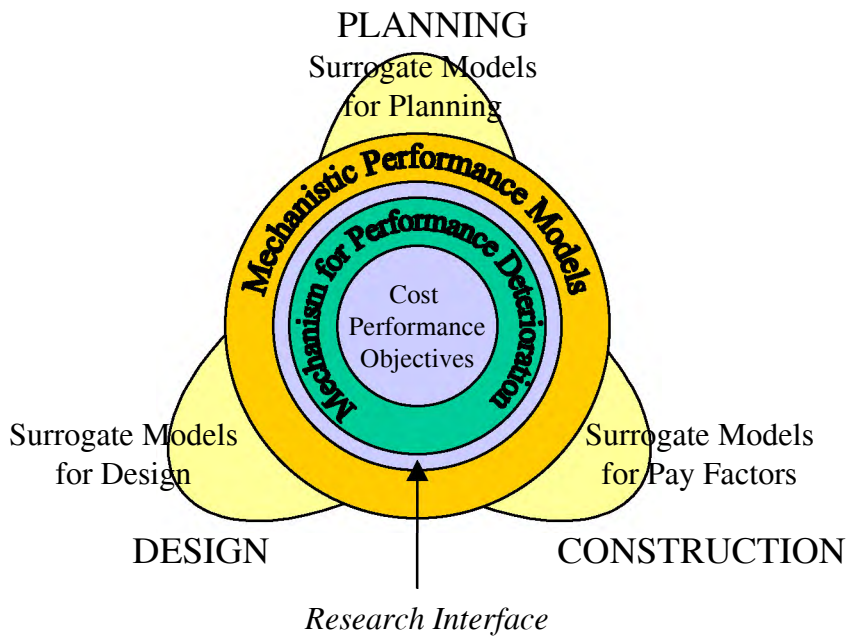 PLANNING
Surrogate Models
for Planning
Mechanistic Performance Models
Mechanism for Performance Deterioration
Cost
Performance
Objectives
Surrogate Models
for Design
Surrogate Models
for Pay Factors
DESIGN
CONSTRUCTION
Research Interface